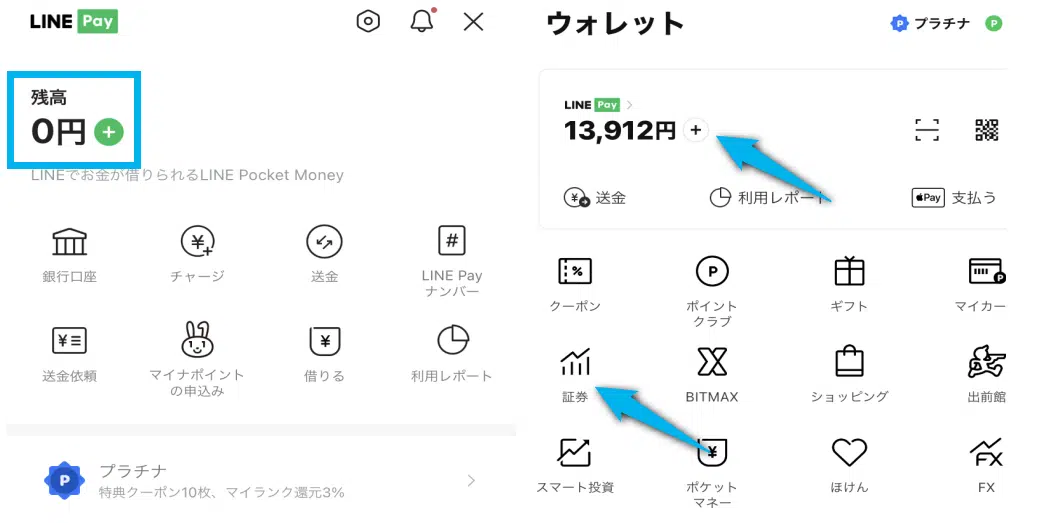 LINE Pay
残高
0円
LINEでお金が借りられるLINE Pocket Money
銀行口座
チャージ
送金
LINE Pay
ナンバー
送金依頼
マイナポイント
の申込み
借りる
利用レポート
プラチナ
特典クーポン10枚、マイランク還元3%
ウォレット
プラチナ
LINE Pay
13,912円
送金
利用レポート
Pay
支払う
クーポン
ポイント
クラブ
ギフト
マイカー
証券
BITMAX
ショッピング
出前館
スマート投資
ポケット
マネー
ほけん
FX
FX